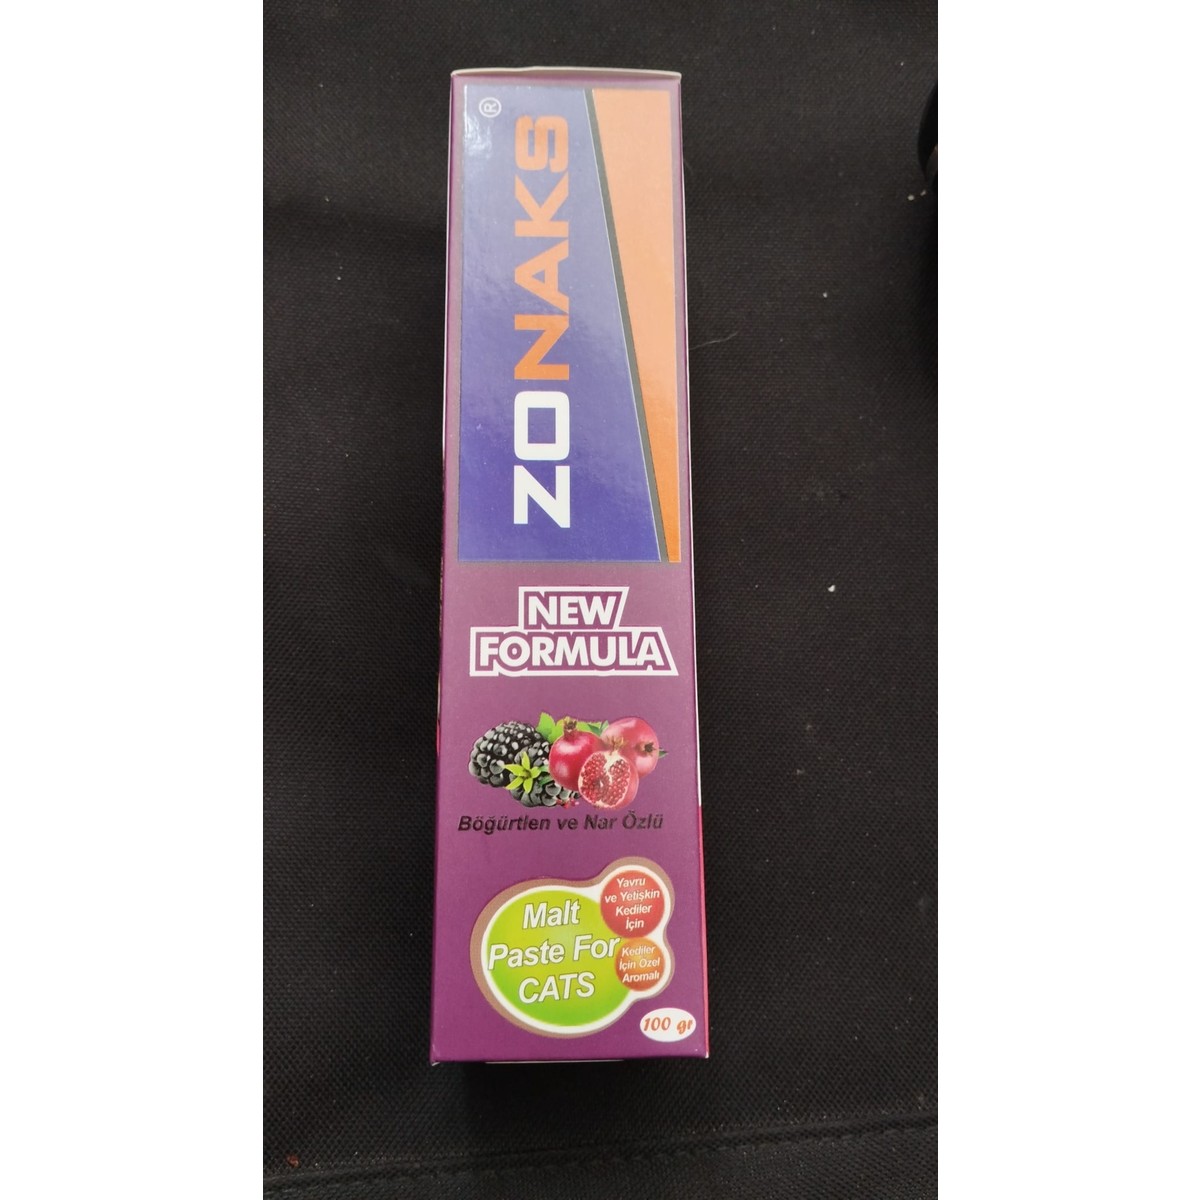 ZONAKS®
NEW
FORMULA
Böğürtlen ve Nar Özlü
Malt
Paste For
CATS
Yavru
ve Yetişkin
Kediler
İçin
Kediler
İçin Özel
Aromalı
100 gr